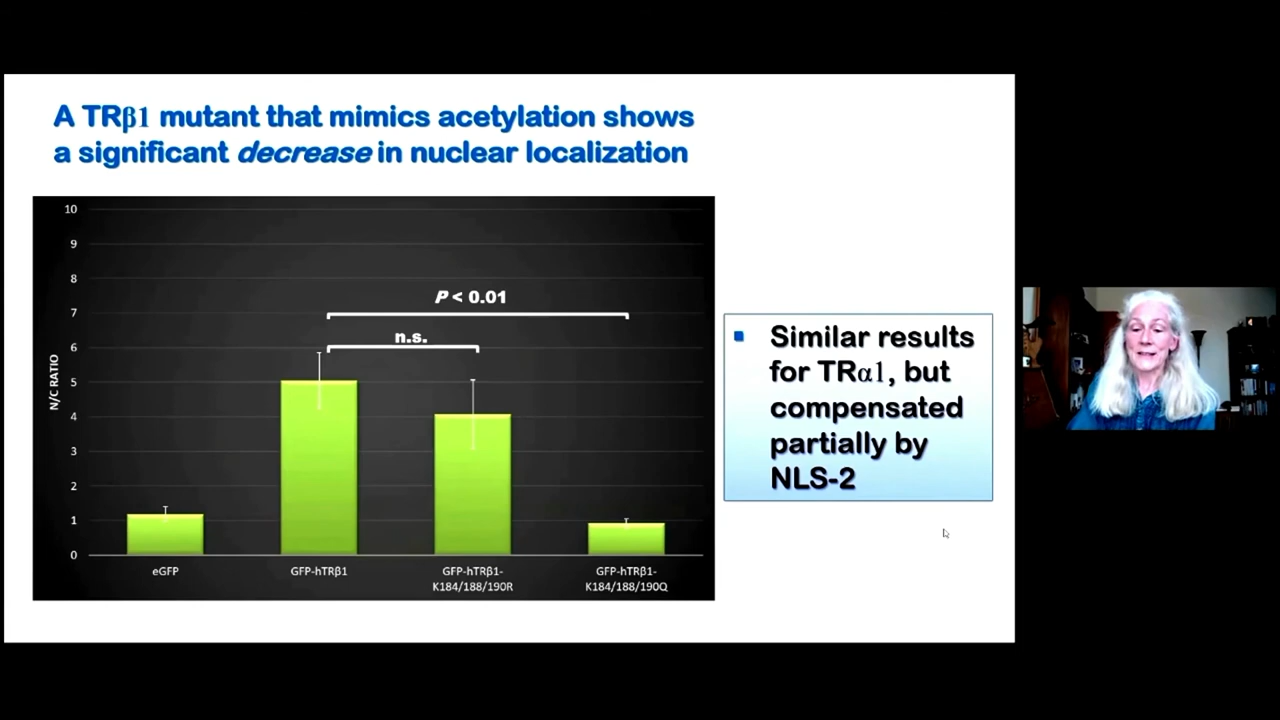 A TRβ1 mutant that mimics acetylation shows
a significant decrease in nuclear localization
10
9
8
7
6
5
4
3
2
1
0
N/C RATIO
P < 0.01
n.s.
eGFP
GFP-hTRβ1
GFP-hTRβ1-
K184/188/190R
GFP-hTRβ1-
K184/188/190Q
Similar results
for TRα1, but
compensated
partially by
NLS-2